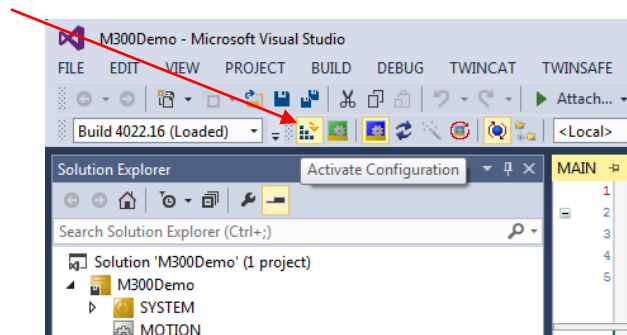 M300Demo - Microsoft Visual Studio
FILE EDIT VIEW PROJECT BUILD DEBUG TWINCAT TWINSAFE
Attach...
Build 4022.16 (Loaded) <Local>
Solution Explorer Activate Configuration MAIN
Search Solution Explorer (Ctrl+;)
1
2
3
4
5
Solution 'M300Demo' (1 project)
M300Demo
SYSTEM
MOTION